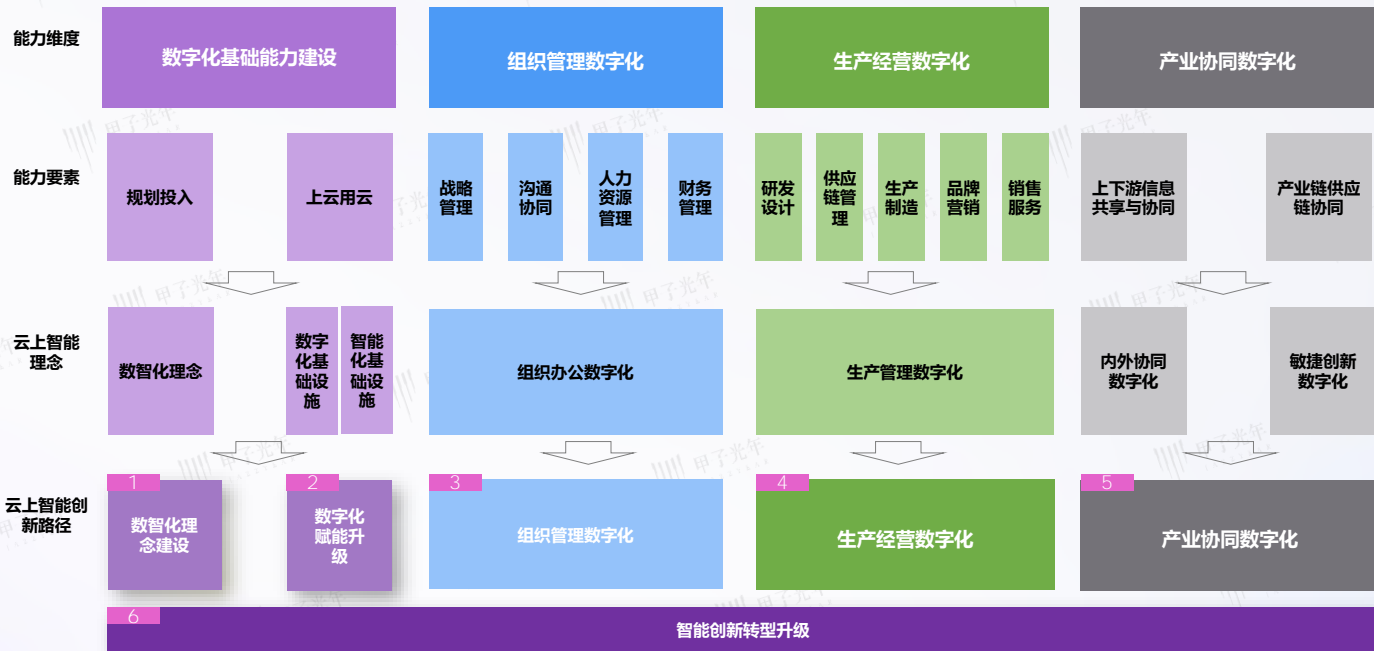 能力维度
数字化基础能力建设
组织管理数字化
生产经营数字化
产业协同数字化
能力要素
规划投入
上云用云
战略
管理
沟通
协同
人力
资源
管理
财务
管理
研发
设计
供应
链管
理
生产
制造
品牌
营销
销售
服务
上下游信息
共享与协同
产业链供应
链协同
云上智能
理念
数智化理念
数字
化基
础设
施
智能
化基
础设
施
组织办公数字化
生产管理数字化
内外协同
数字化
敏捷创新
数字化
云上智能创
新路径
1
数智化理
念建设
2
数字化
赋能升
级
3
组织管理数字化
4
生产经营数字化
5
产业协同数字化
6
智能创新转型升级
甲子光年